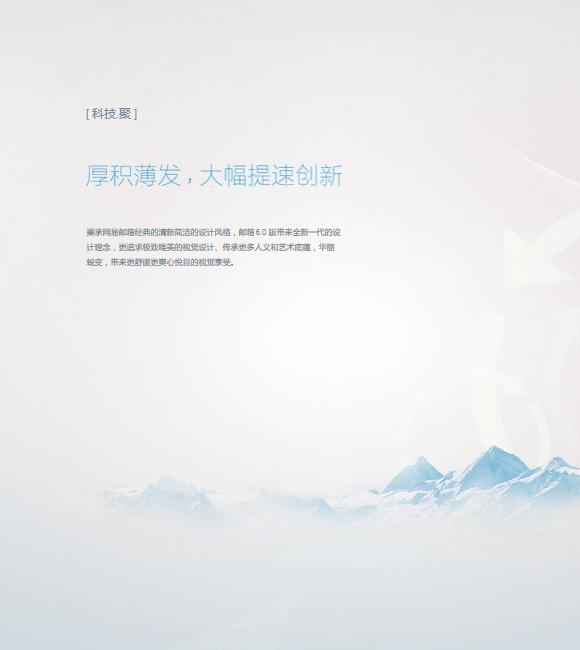 [ 科技.聚 ]
厚积薄发，大幅提速创新
秉承网易邮箱经典的清新简洁的设计风格，邮箱 6.0 版带来全新一代的设
计理念，更追求极致唯美的视觉设计、传承更多人文和艺术底蕴，华丽
蜕变，带来更舒服更爽心悦目的视觉享受。